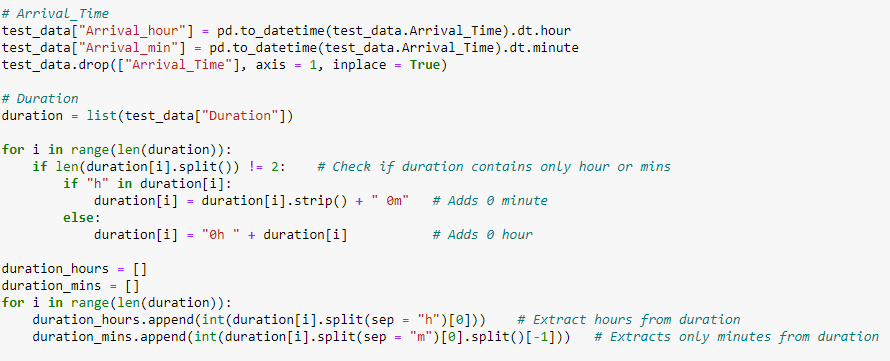 # Arrival_Time
test_data["Arrival_hour"] = pd.to_datetime(test_data.Arrival_Time).dt.hour
test_data["Arrival_min"] = pd.to_datetime(test_data.Arrival_Time).dt.minute
test_data.drop(["Arrival_Time"], axis = 1, inplace = True)

# Duration
duration = list(test_data["Duration"])

for i in range(len(duration)):
    if len(duration[i].split()) != 2:    # Check if duration contains only hour or mins
        if "h" in duration[i]:
            duration[i] = duration[i].strip() + " 0m"   # Adds 0 minute
        else:
            duration[i] = "0h " + duration[i]           # Adds 0 hour

duration_hours = []
duration_mins = []
for i in range(len(duration)):
    duration_hours.append(int(duration[i].split(sep = "h")[0]))    # Extract hours from duration
    duration_mins.append(int(duration[i].split(sep = "m")[0].split()[-1]))   # Extracts only minutes from duration